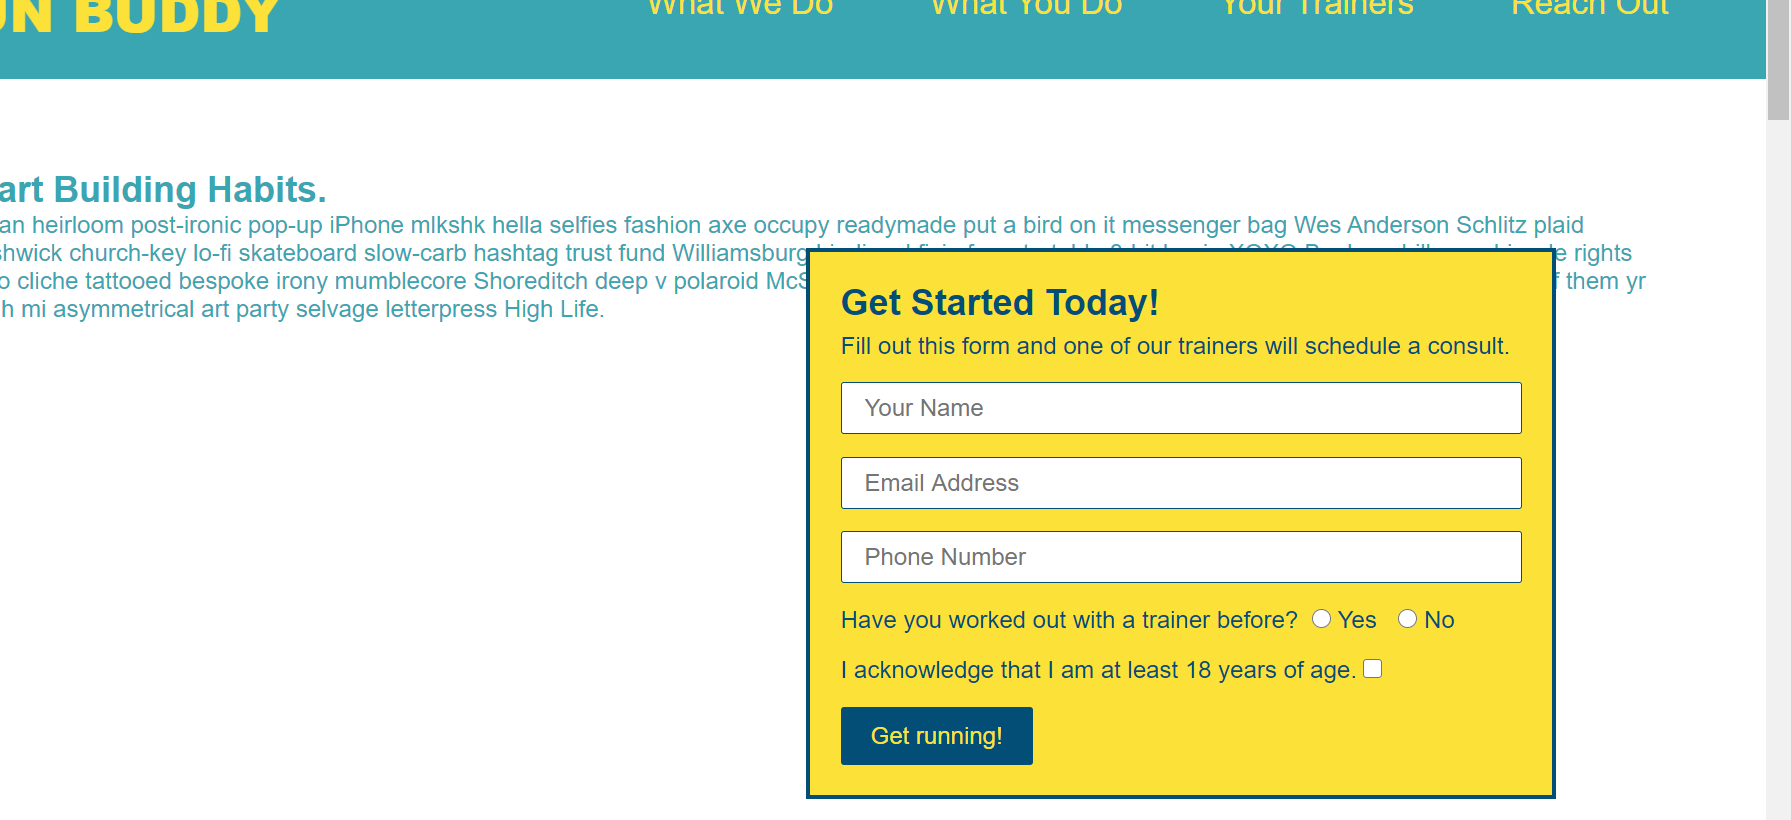 UN BUDDY
What We Do
What You Do
Your Trainers
Reach Out
art Building Habits.
an heirloom post-ironic pop-up iPhone mlkshk hella selfies fashion axe occupy readymade put a bird on it messenger bag Wes Anderson Schlitz plaid
shwick church-key lo-fi skateboard slow-carb hashtag trust fund Williamsburg e rights
o cliche tattooed bespoke irony mumblecore Shoreditch deep v polaroid McS f them yr
h mi asymmetrical art party selvage letterpress High Life.
Get Started Today!
Fill out this form and one of our trainers will schedule a consult.
Your Name
Email Address
Phone Number
Have you worked out with a trainer before? Yes No
I acknowledge that I am at least 18 years of age.
Get running!